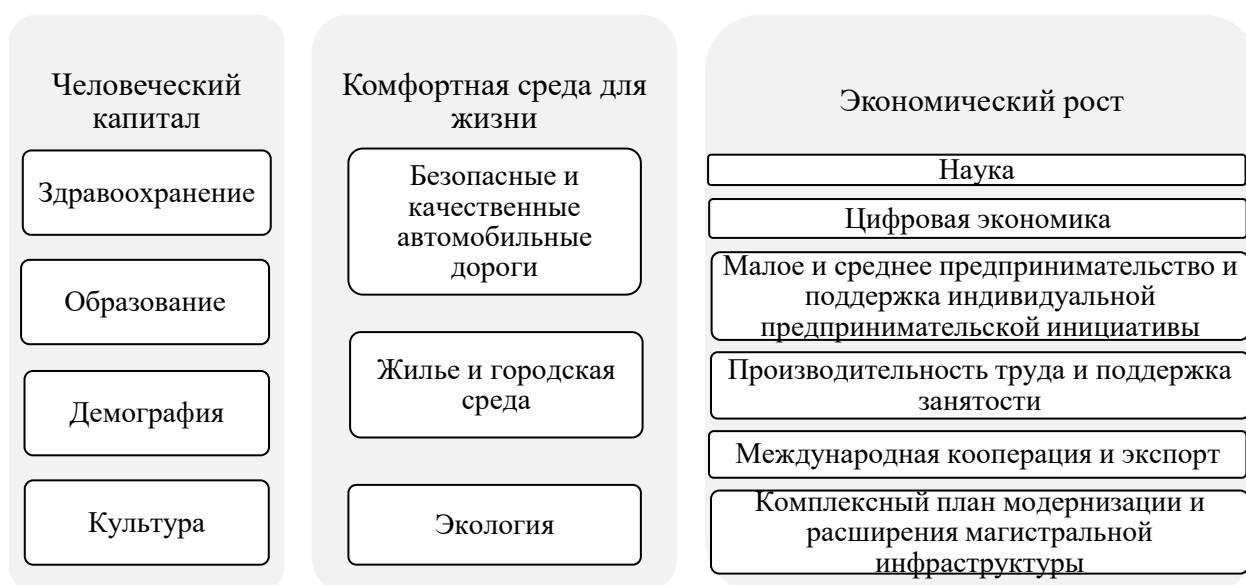 Человеческий
капитал
Здравоохранение
Образование
Демография
Культура
Комфортная среда для
жизни
Безопасные и
качественные
автомобильные
дороги
Жилье и городская
среда
Экология
Экономический рост
Наука
Цифровая экономика
Малое и среднее предпринимательство и
поддержка индивидуальной
предпринимательской инициативы
Производительность труда и поддержка
занятости
Международная кооперация и экспорт
Комплексный план модернизации и
расширения магистральной
инфраструктуры